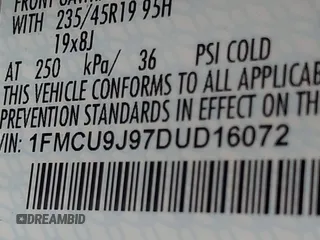 WITH 235/45R19 95H
19x8J
AT 250 kPa/ 36 PSI COLD
THIS VEHICLE CONFORMS TO ALL APPLICAB
PREVENTION STANDARDS IN EFFECT ON TH
VIN: 1FMCU9J97DUD16072
DREAMBID